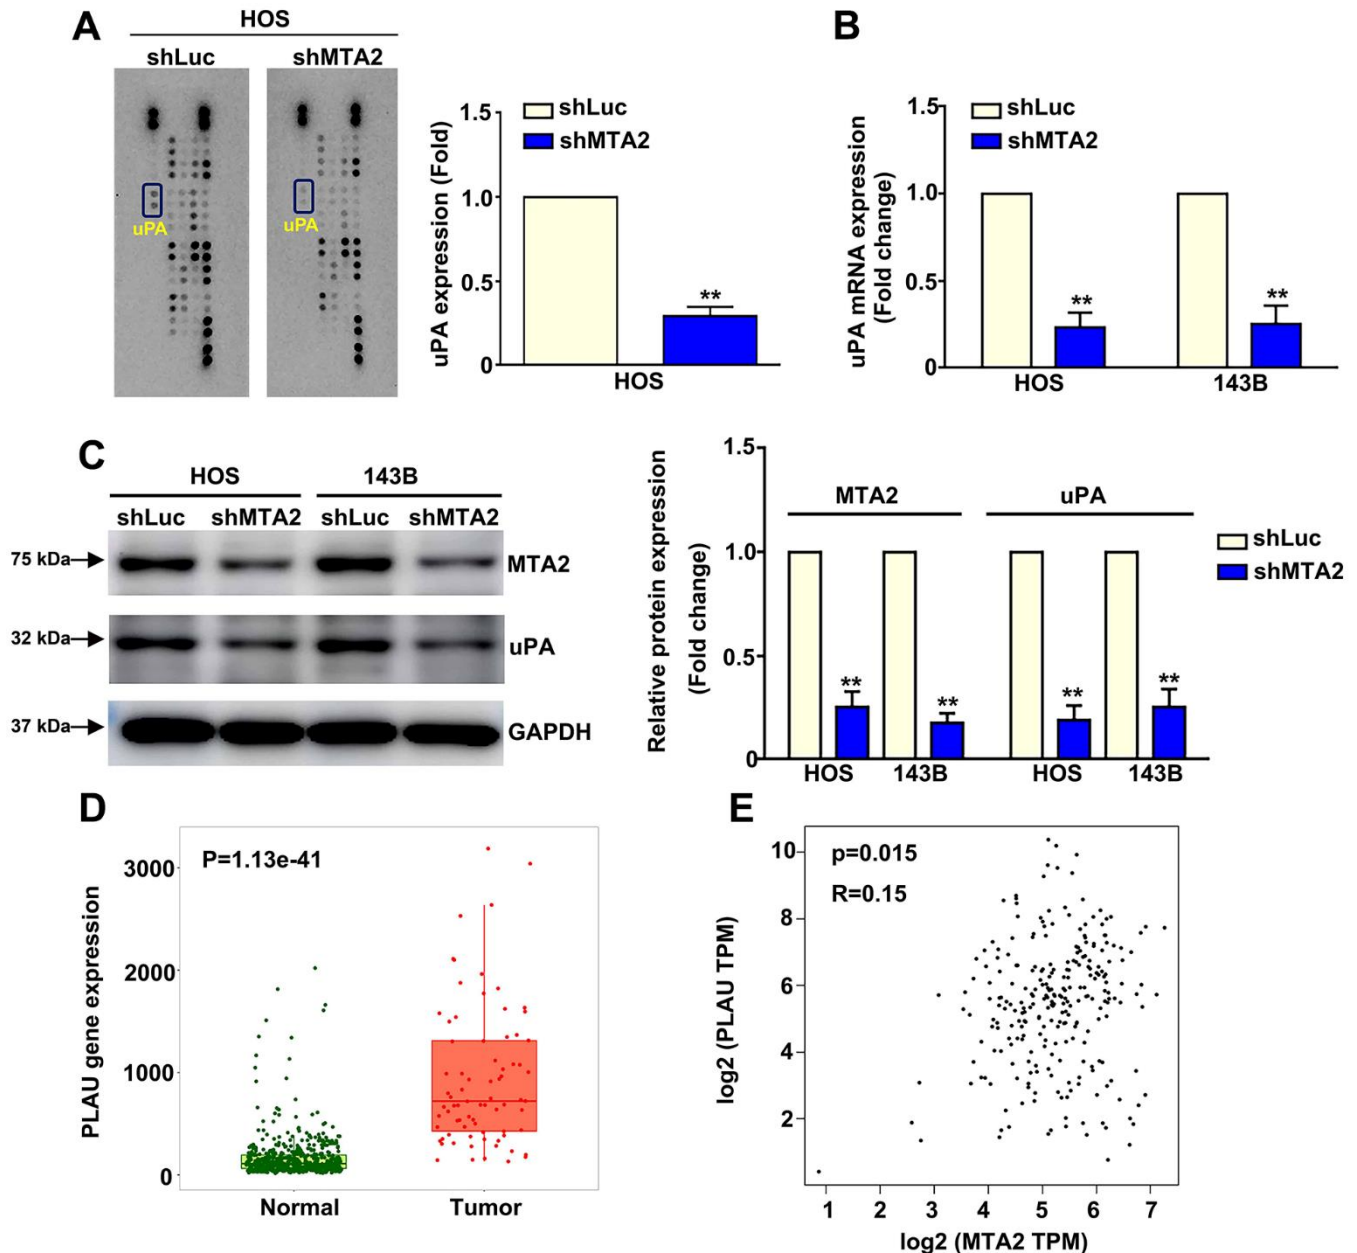 A
HOS
shLuc
shMTA2
uPA
uPA
uPA expression (Fold)
1.5
1.0
0.5
0
shLuc
shMTA2
**
HOS
B
uPA mRNA expression
(Fold change)
1.5
1.0
0.5
0
shLuc
shMTA2
**
**
HOS
143B
C
HOS
143B
shLuc
shMTA2
shLuc
shMTA2
75 kDa
MTA2
32 kDa
uPA
37 kDa
GAPDH
Relative protein expression
(Fold change)
1.5
1.0
0.5
0
MTA2
uPA
shLuc
shMTA2
**
**
**
**
HOS
143B
HOS
143B
D
PLAU gene expression
3000
2000
1000
0
P=1.13e-41
Normal
Tumor
E
log2 (PLAU TPM)
10
8
6
4
2
p=0.015
R=0.15
1
2
3
4
5
6
7
log2 (MTA2 TPM)